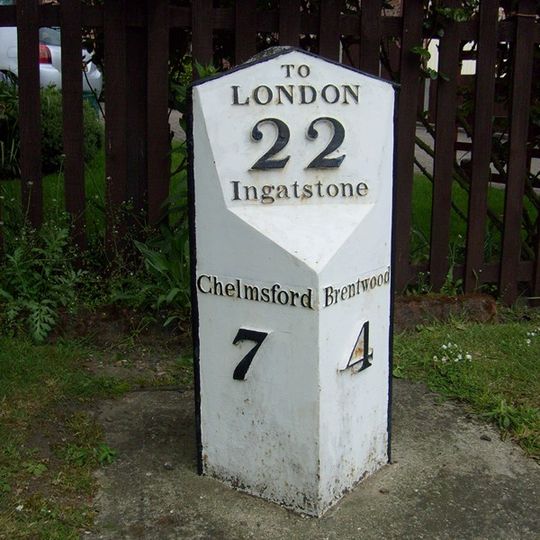 TO
LONDON
22
Ingatstone
Chelmsford
7
Brentwood
4